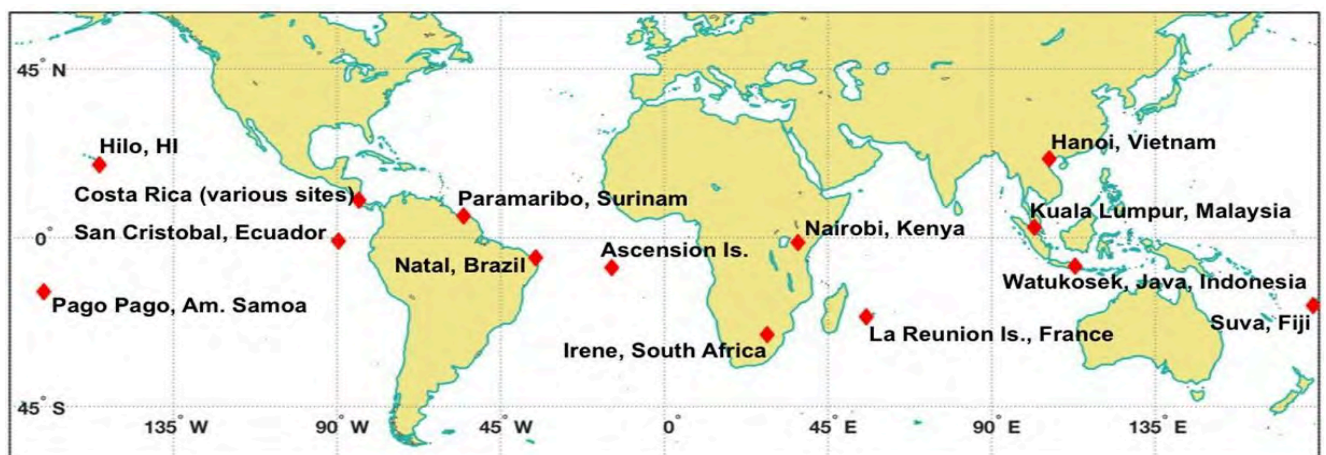 45° N
Hilo, HI
Hanoi, Vietnam
Costa Rica (various sites)
Paramaribo, Surinam
Kuala Lumpur, Malaysia
0°
San Cristobal, Ecuador
Nairobi, Kenya
Ascension Is.
Natal, Brazil
Watukosek, Java, Indonesia
Pago Pago, Am. Samoa
Suva, Fiji
La Reunion Is., France
Irene, South Africa
45° S
135° W
90° W
45° W
0°
45° E
90° E
135° E